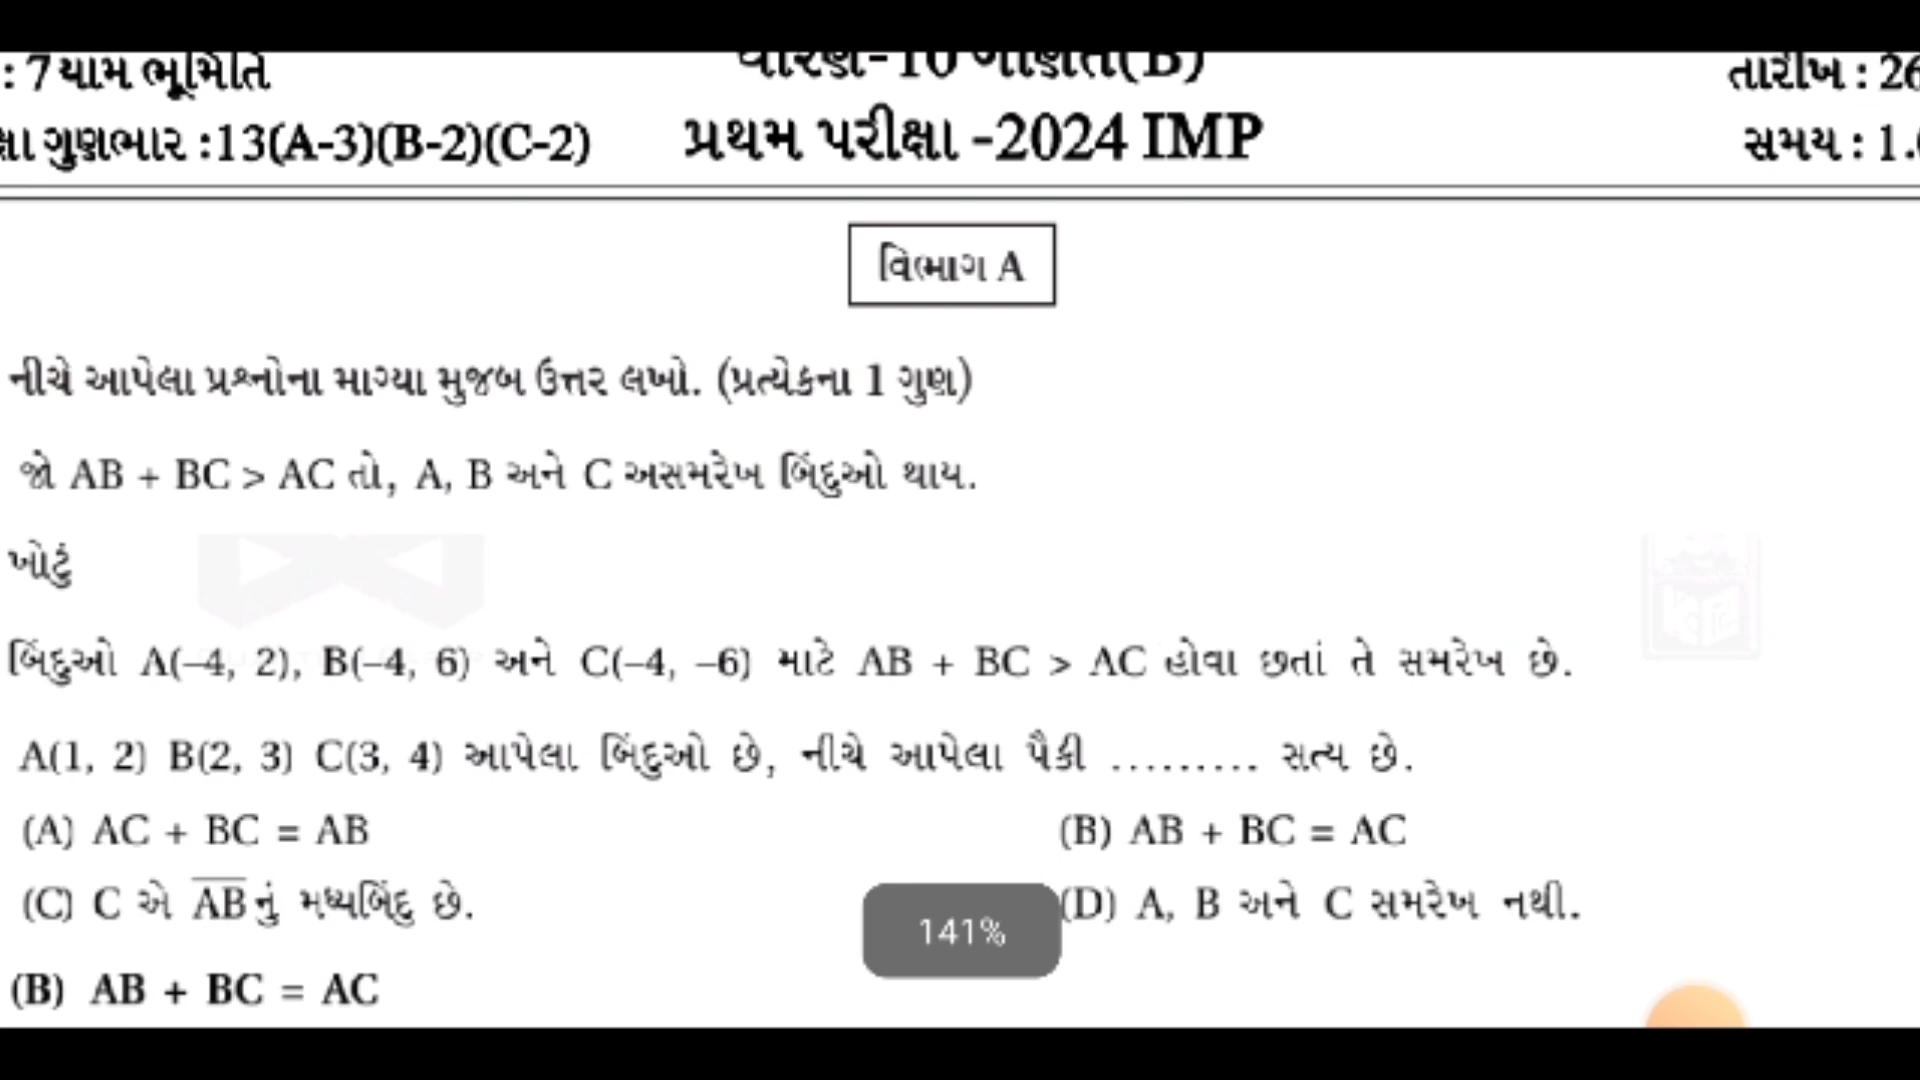 : 7 યામ ભૂમિતિ
ધોરણ-10 ગણિત(B)
તારીખ : 26
ગુણભાર :13(A-3)(B-2)(C-2)
પ્રથમ પરીક્ષા -2024 IMP
સમય : 1.
વિભાગ A
નીચે આપેલા પ્રશ્નોના માગ્યા મુજબ ઉત્તર લખો. (પ્રત્યેકના 1 ગુણ)
જો AB + BC > AC તો, A, B અને C અસમરેખ બિંદુઓ થાય.
ખોટું
બિંદુઓ A(–4, 2), B(–4, 6) અને C(–4, –6) માટે AB + BC > AC હોવા છતાં તે સમરેખ છે.
A(1, 2) B(2, 3) C(3, 4) આપેલા બિંદુઓ છે, નીચે આપેલા પૈકી ......... સત્ય છે.
(A) AC + BC = AB
(B) AB + BC = AC
(C) C એ A̅B̅ નું મધ્યબિંદુ છે.
(D) A, B અને C સમરેખ નથી.
141%
(B) AB + BC = AC